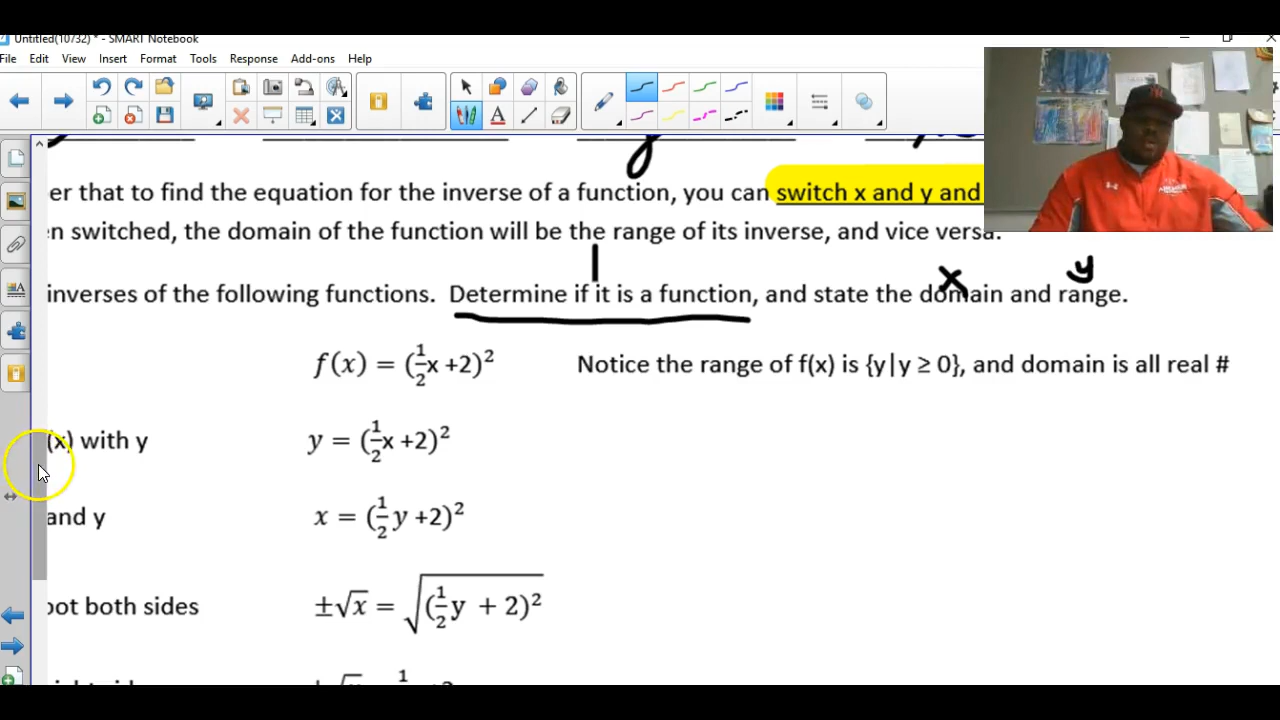 Untitled(10/32) * - SMART Notebook
File Edit View Insert Format Tools Response Add-ons Help
er that to find the equation for the inverse of a function, you can switch x and y and
n switched, the domain of the function will be the range of its inverse, and vice versa.
x y
inverses of the following functions. Determine if it is a function, and state the domain and range.
f(x) = (½x +2)² Notice the range of f(x) is {y|y ≥ 0}, and domain is all real #
(x) with y y = (½x +2)²
and y x = (½y +2)²
oot both sides ±√x = √(½y + 2)²